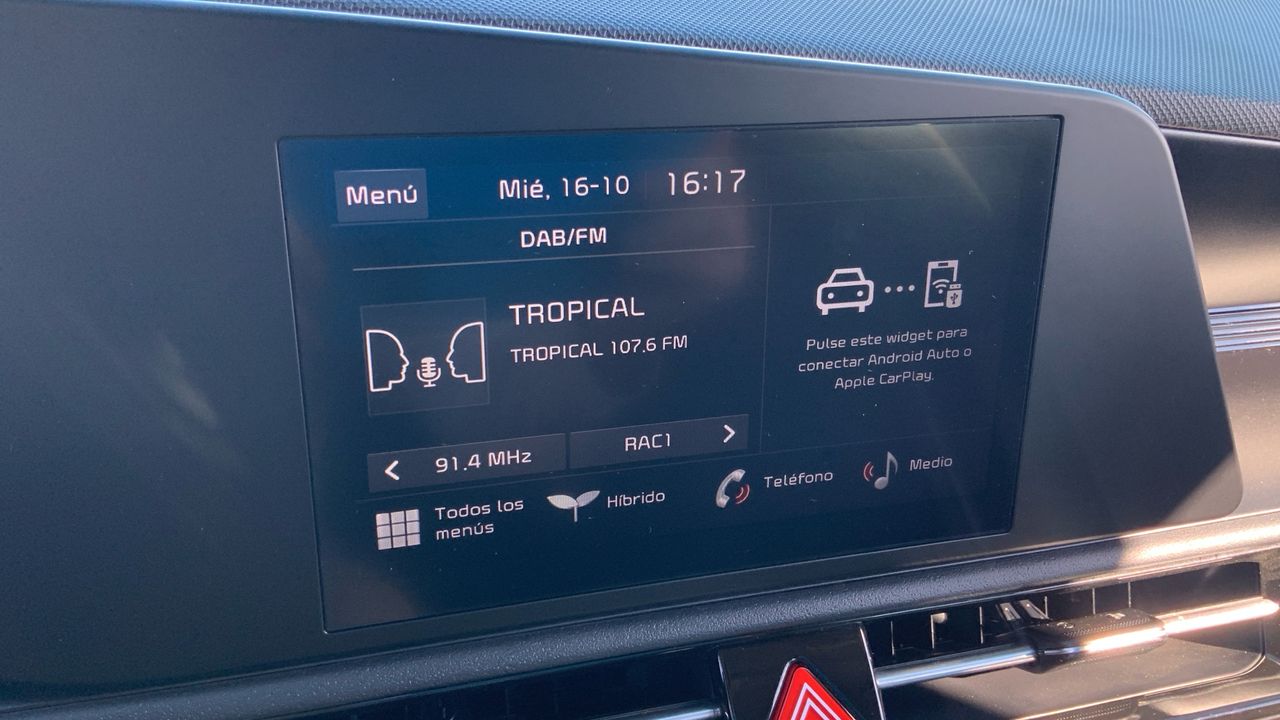 Menú
Mié, 16-10
16:17
DAB/FM
TROPICAL
TROPICAL 107.6 FM
91.4 MHz
RAC1
Pulse este widget para
conectar Android Auto o
Apple CarPlay.
Todos los
menús
Híbrido
Teléfono
Medio